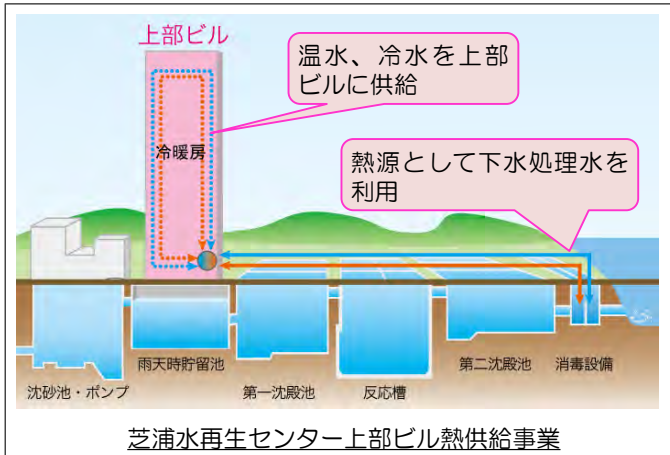 上部ビル
温水、冷水を上部
ビルに供給
冷暖房
熱源として下水処理水を
利用
沈砂池・ポンプ
雨天時貯留池
第一沈殿池
反応槽
第二沈殿池
消毒設備
芝浦水再生センター上部ビル熱供給事業